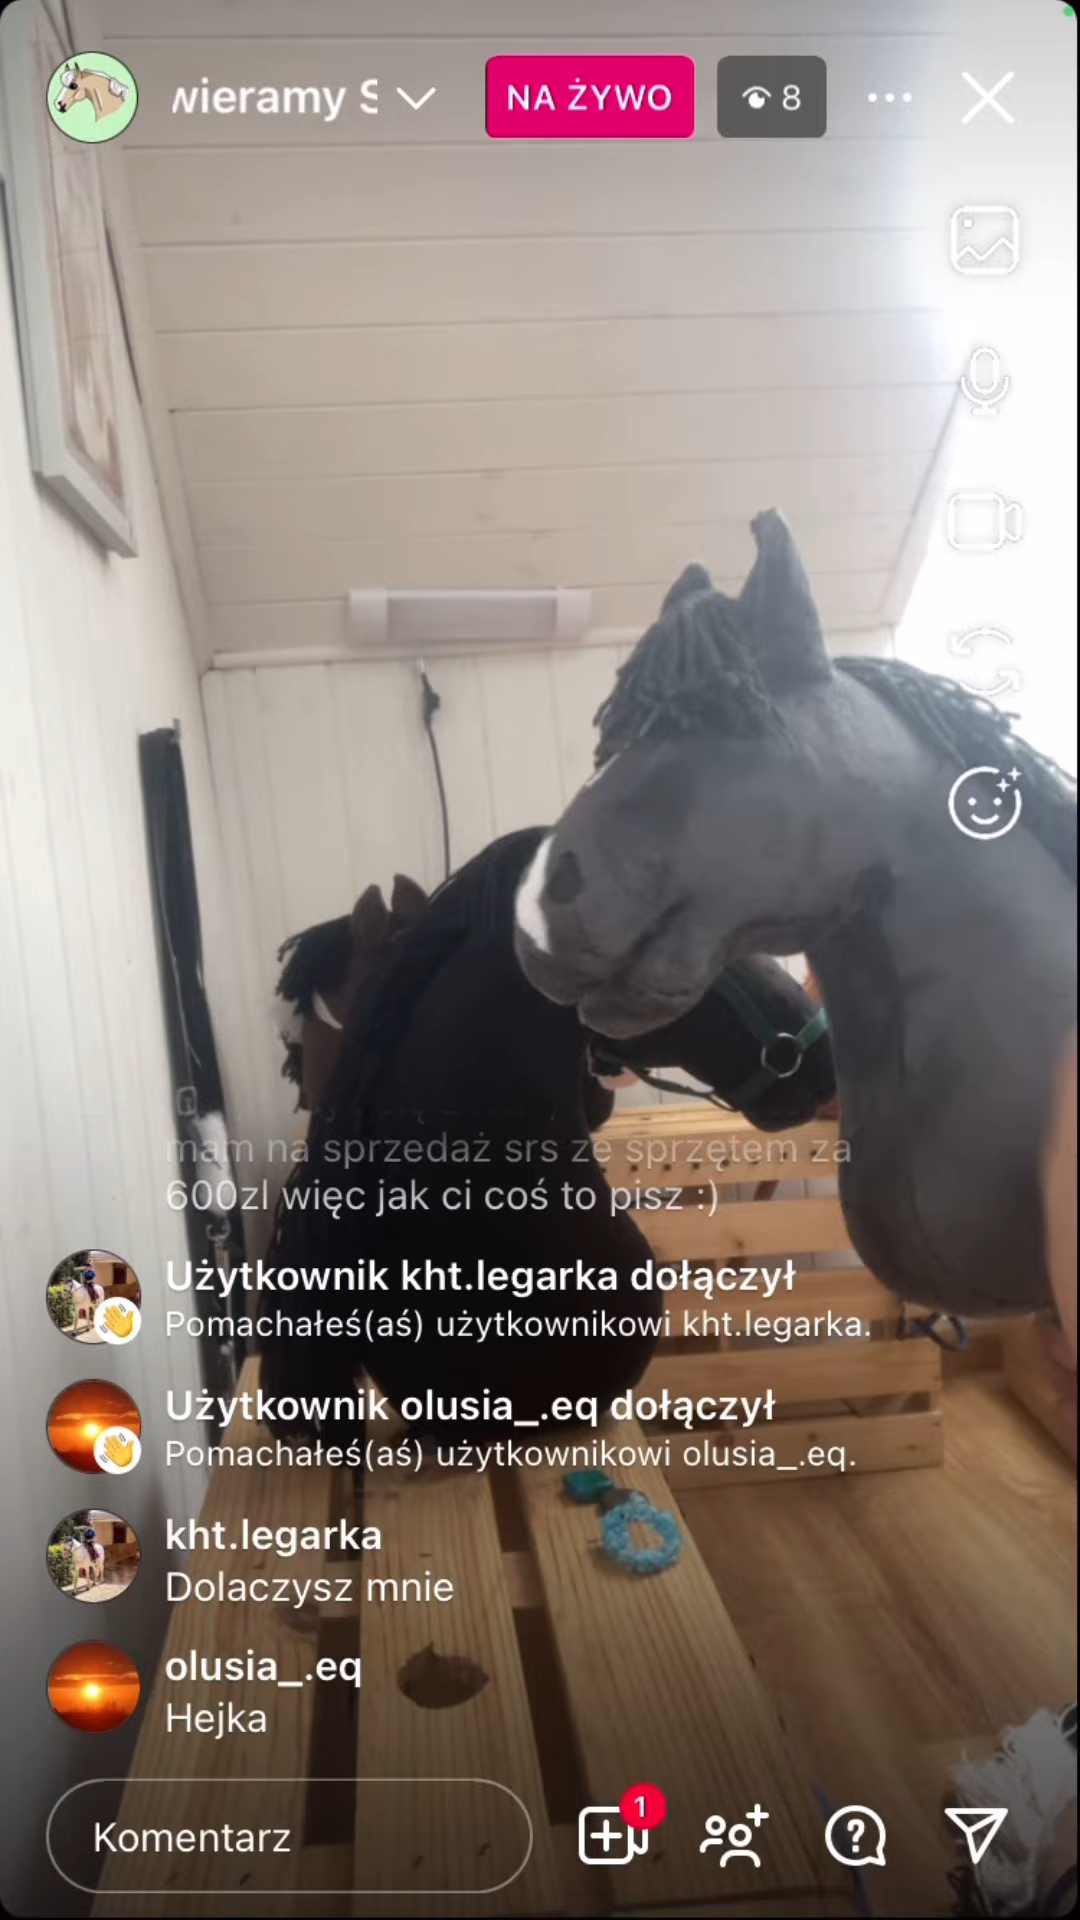 wieramy S
NA ŻYWO
8
mam na sprzedaż srs ze sprzętem za
600zl więc jak ci coś to pisz :)
Użytkownik kht.legarka dołączył
Pomachałeś(aś) użytkownikowi kht.legarka.
Użytkownik olusia_.eq dołączył
Pomachałeś(aś) użytkownikowi olusia_.eq.
kht.legarka
Dolaczysz mnie
olusia_.eq
Hejka
Komentarz
1